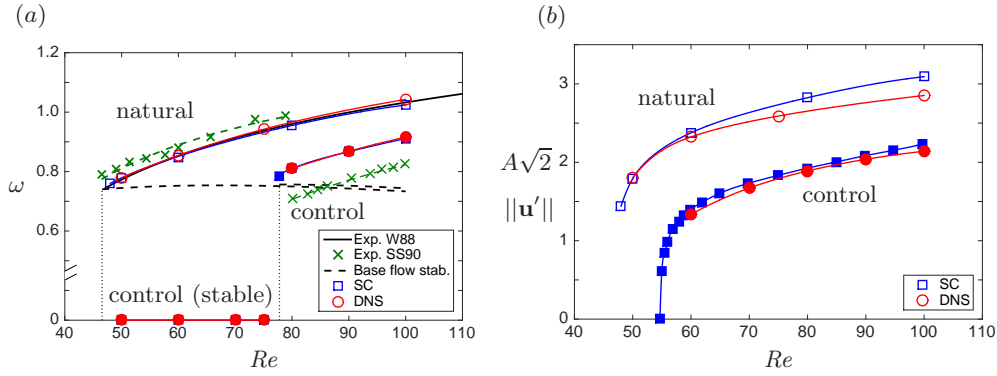 (a)
1.2
1.0
0.8
0.6
0
ω
natural
control
control (stable)
Exp. W88
Exp. SS90
Base flow stab.
SC
DNS
40 50 60 70 80 90 100 110
Re
(b)
3
2
1
0
A√2
||u′||
natural
control
SC
DNS
40 50 60 70 80 90 100 110
Re